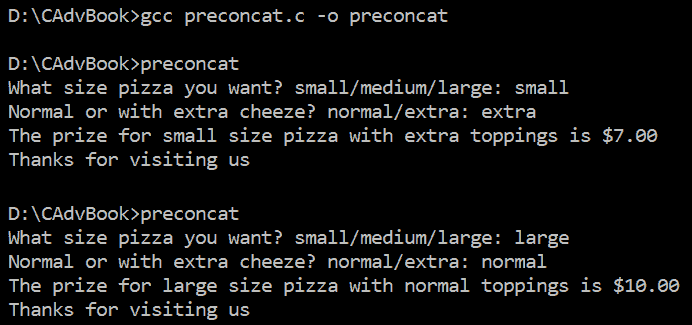 D:\CAdvBook>gcc preconcat.c -o preconcat
D:\CAdvBook>preconcat
What size pizza you want? small/medium/large: small
Normal or with extra cheeze? normal/extra: extra
The prize for small size pizza with extra toppings is $7.00
Thanks for visiting us
D:\CAdvBook>preconcat
What size pizza you want? small/medium/large: large
Normal or with extra cheeze? normal/extra: normal
The prize for large size pizza with normal toppings is $10.00
Thanks for visiting us